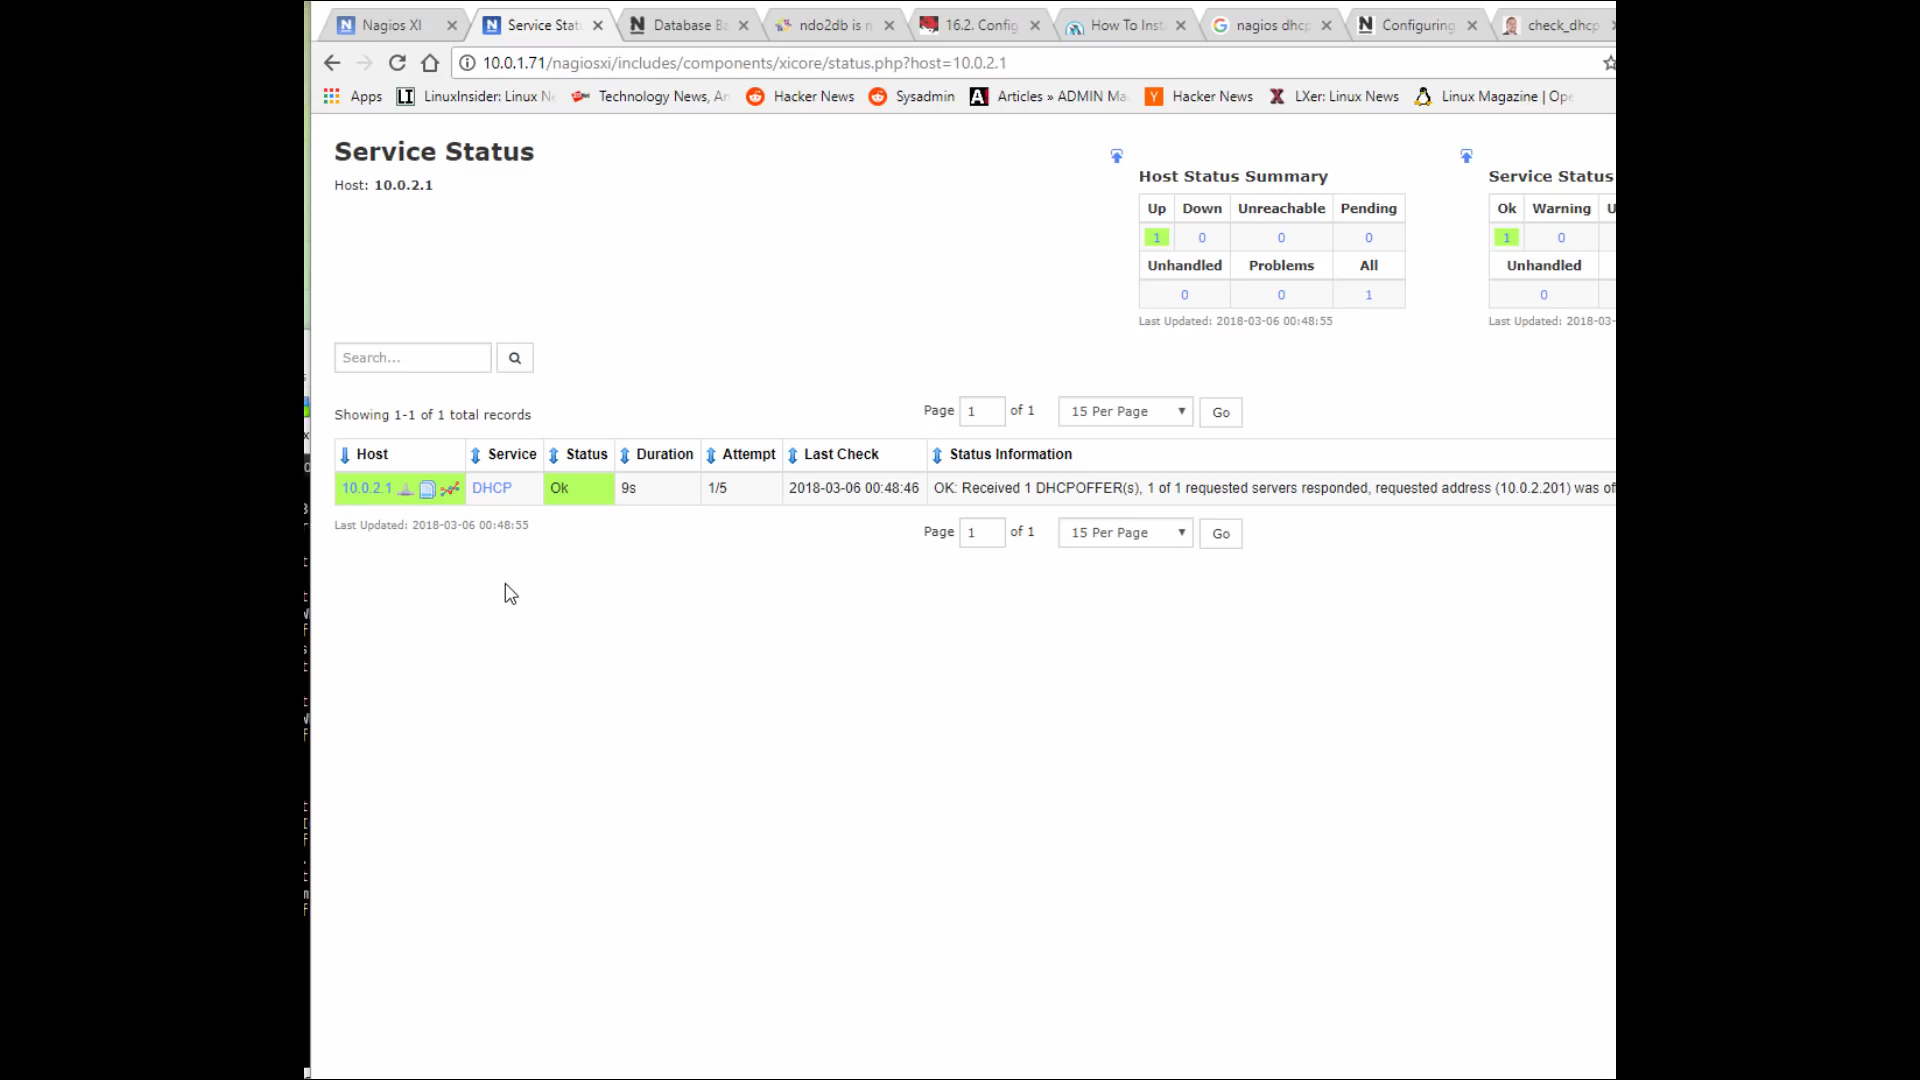 Nagios XI
Service Stat
Database Ba
ndo2db is n
16.2. Config
How To Inst
nagios dhcp
Configuring
check_dhcp
10.0.1.71/nagiosxi/includes/components/xicore/status.php?host=10.0.2.1
Apps
LinuxInsider: Linux Ne
Technology News, An
Hacker News
Sysadmin
Articles » ADMIN Ma
Hacker News
LXer: Linux News
Linux Magazine | Ope
Service Status
Host: 10.0.2.1
Host Status Summary
Up Down Unreachable Pending
1 0 0 0
Unhandled Problems All
0 0 1
Last Updated: 2018-03-06 00:48:55
Service Status
Ok Warning U
1 0
Unhandled
0
Last Updated: 2018-03-
Search...
Showing 1-1 of 1 total records
Page 1 of 1 15 Per Page Go
Host Service Status Duration Attempt Last Check Status Information
10.0.2.1 DHCP Ok 9s 1/5 2018-03-06 00:48:46 OK: Received 1 DHCPOFFER(s), 1 of 1 requested servers responded, requested address (10.0.2.201) was of
Last Updated: 2018-03-06 00:48:55
Page 1 of 1 15 Per Page Go